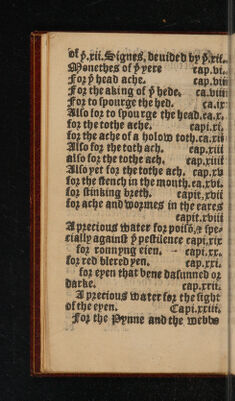 of ẏ.xii. Signes, deuided by ẏ.xii.
Monethes of ẏ yere cap.vi.
For ẏ head ache. cap.vii
For the aking of ẏ hede. ca.viii
For to spourge the hed. ca.ix
Also for to spourge the head.ca.x.
for the tothe ache. capi.xi.
for the ache of a holow toth.ca.xii
Also for the toth ach. cap.xiii
also for the tothe ach. cap.xiiii
Also yet for the tothe ach. cap.xv
for the stench in the mouth.ca.xvi.
for stinking breth. capit.xvii
for ache and wormes in the eares
capit.xviii
A precious water for poisō,& spe-
cially against ẏ pestilence capi.xix
for ronnyng eien. capi.xx.
for red blered yen. cap.xxi.
for eyen that bene dasunned or
darke. cap.xxii.
A precious water for the sight
of the eyen. Capi.xxiii.
For the Pynne and the webbe